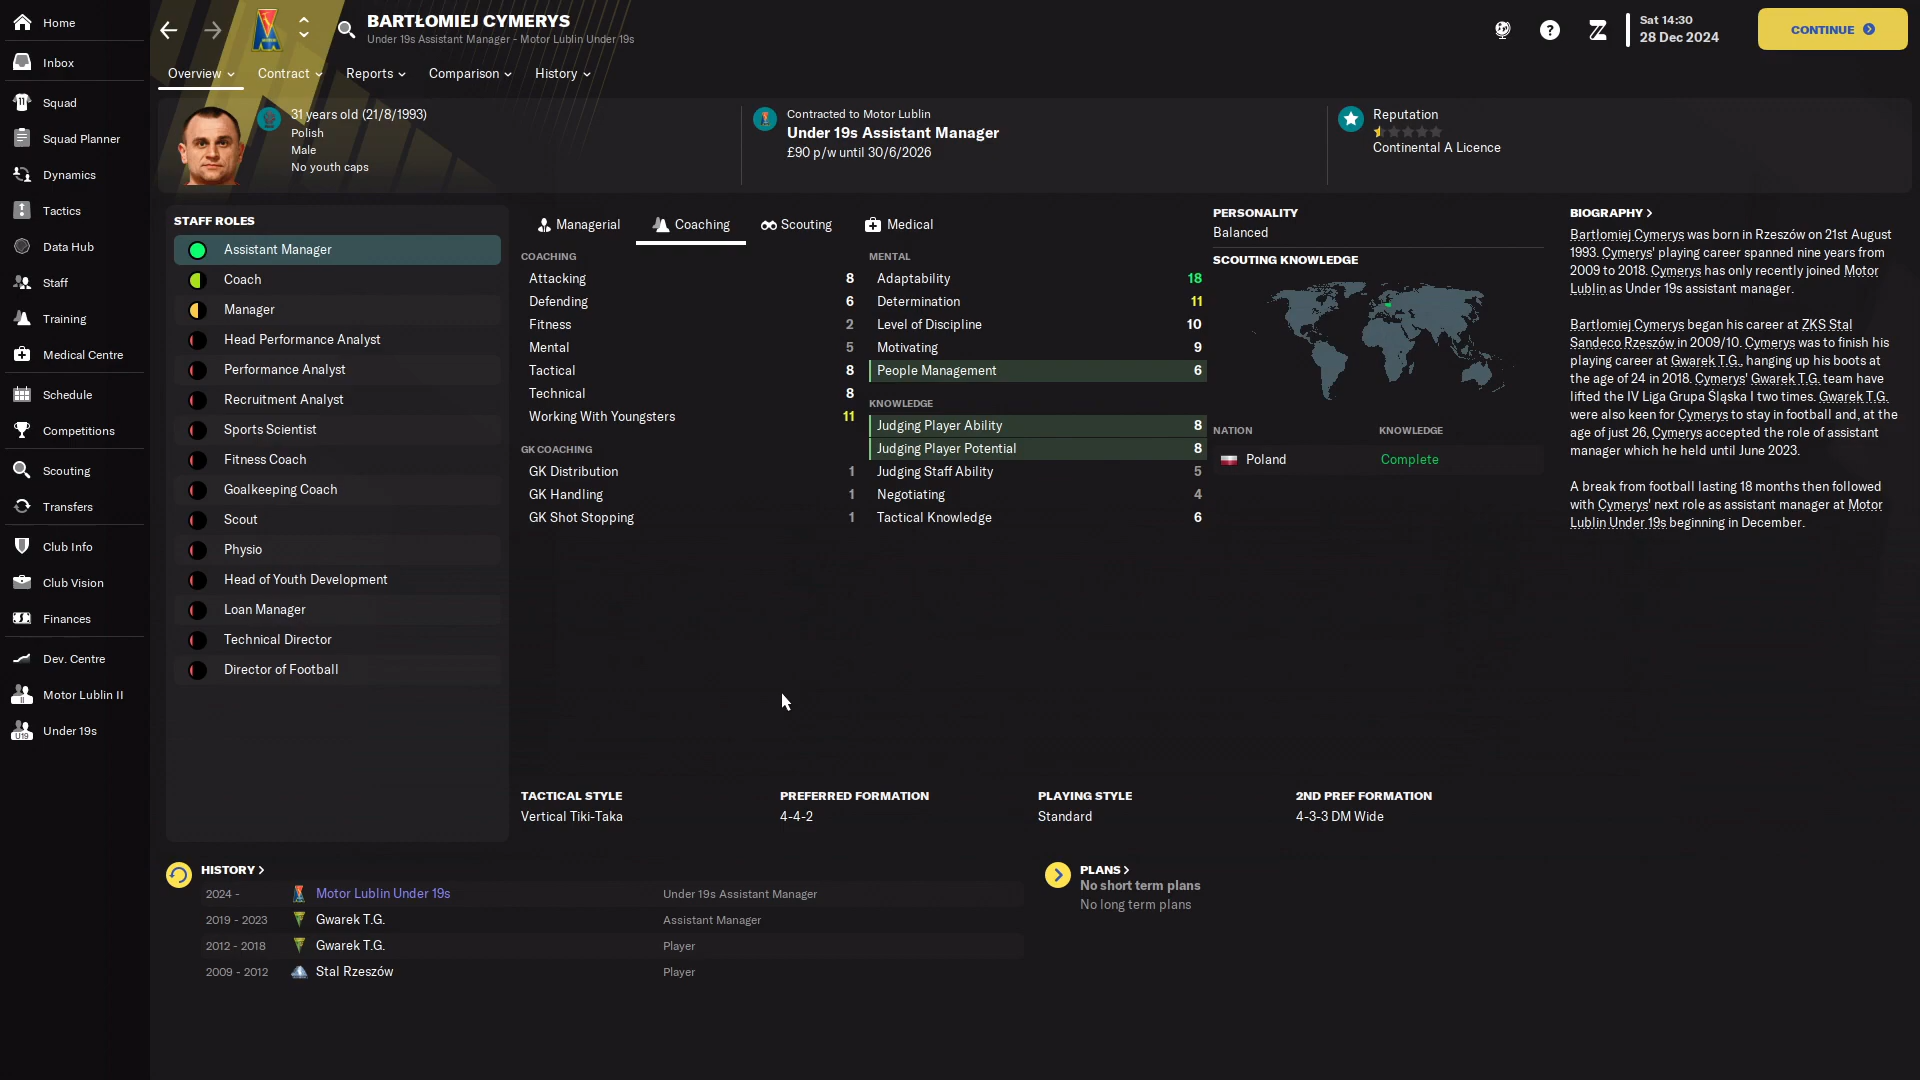 Home
Inbox
Squad
Squad Planner
Dynamics
Tactics
Data Hub
Staff
Training
Medical Centre
Schedule
Competitions
Scouting
Transfers
Club Info
Club Vision
Finances
Dev. Centre
Motor Lublin II
Under 19s
BARTŁOMIEJ CYMERYS
Under 19s Assistant Manager - Motor Lublin Under 19s
Sat 14:30
28 Dec 2024
CONTINUE
Overview
Contract
Reports
Comparison
History
31 years old (21/8/1993)
Polish
Male
No youth caps
Contracted to Motor Lublin
Under 19s Assistant Manager
£90 p/w until 30/6/2026
Reputation
Continental A Licence
STAFF ROLES
Assistant Manager
Coach
Manager
Head Performance Analyst
Performance Analyst
Recruitment Analyst
Sports Scientist
Fitness Coach
Goalkeeping Coach
Scout
Physio
Head of Youth Development
Loan Manager
Technical Director
Director of Football
Managerial
Coaching
Scouting
Medical
COACHING
Attacking 8
Defending 6
Fitness 2
Mental 5
Tactical 8
Technical 8
Working With Youngsters 11
GK COACHING
GK Distribution 1
GK Handling 1
GK Shot Stopping 1
MENTAL
Adaptability 18
Determination 11
Level of Discipline 10
Motivating 9
People Management 6
KNOWLEDGE
Judging Player Ability 8
Judging Player Potential 8
Judging Staff Ability 5
Negotiating 4
Tactical Knowledge 6
PERSONALITY
Balanced
SCOUTING KNOWLEDGE
NATION KNOWLEDGE
Poland Complete
BIOGRAPHY
Bartłomiej Cymerys was born in Rzeszów on 21st August
1993. Cymerys' playing career spanned nine years from
2009 to 2018. Cymerys has only recently joined Motor
Lublin as Under 19s assistant manager.
Bartłomiej Cymerys began his career at ZKS Stal
Sandeco Rzeszów in 2009/10. Cymerys was to finish his
playing career at Gwarek T.G., hanging up his boots at
the age of 24 in 2018. Cymerys' Gwarek T.G. team have
lifted the IV Liga Grupa Śląska I two times. Gwarek T.G.
were also keen for Cymerys to stay in football and, at the
age of just 26, Cymerys accepted the role of assistant
manager which he held until June 2023.
A break from football lasting 18 months then followed
with Cymerys' next role as assistant manager at Motor
Lublin Under 19s beginning in December.
TACTICAL STYLE
Vertical Tiki-Taka
PREFERRED FORMATION
4-4-2
PLAYING STYLE
Standard
2ND PREF FORMATION
4-3-3 DM Wide
HISTORY
2024 - Motor Lublin Under 19s Under 19s Assistant Manager
2019 - 2023 Gwarek T.G. Assistant Manager
2012 - 2018 Gwarek T.G. Player
2009 - 2012 Stal Rzeszów Player
PLANS
No short term plans
No long term plans